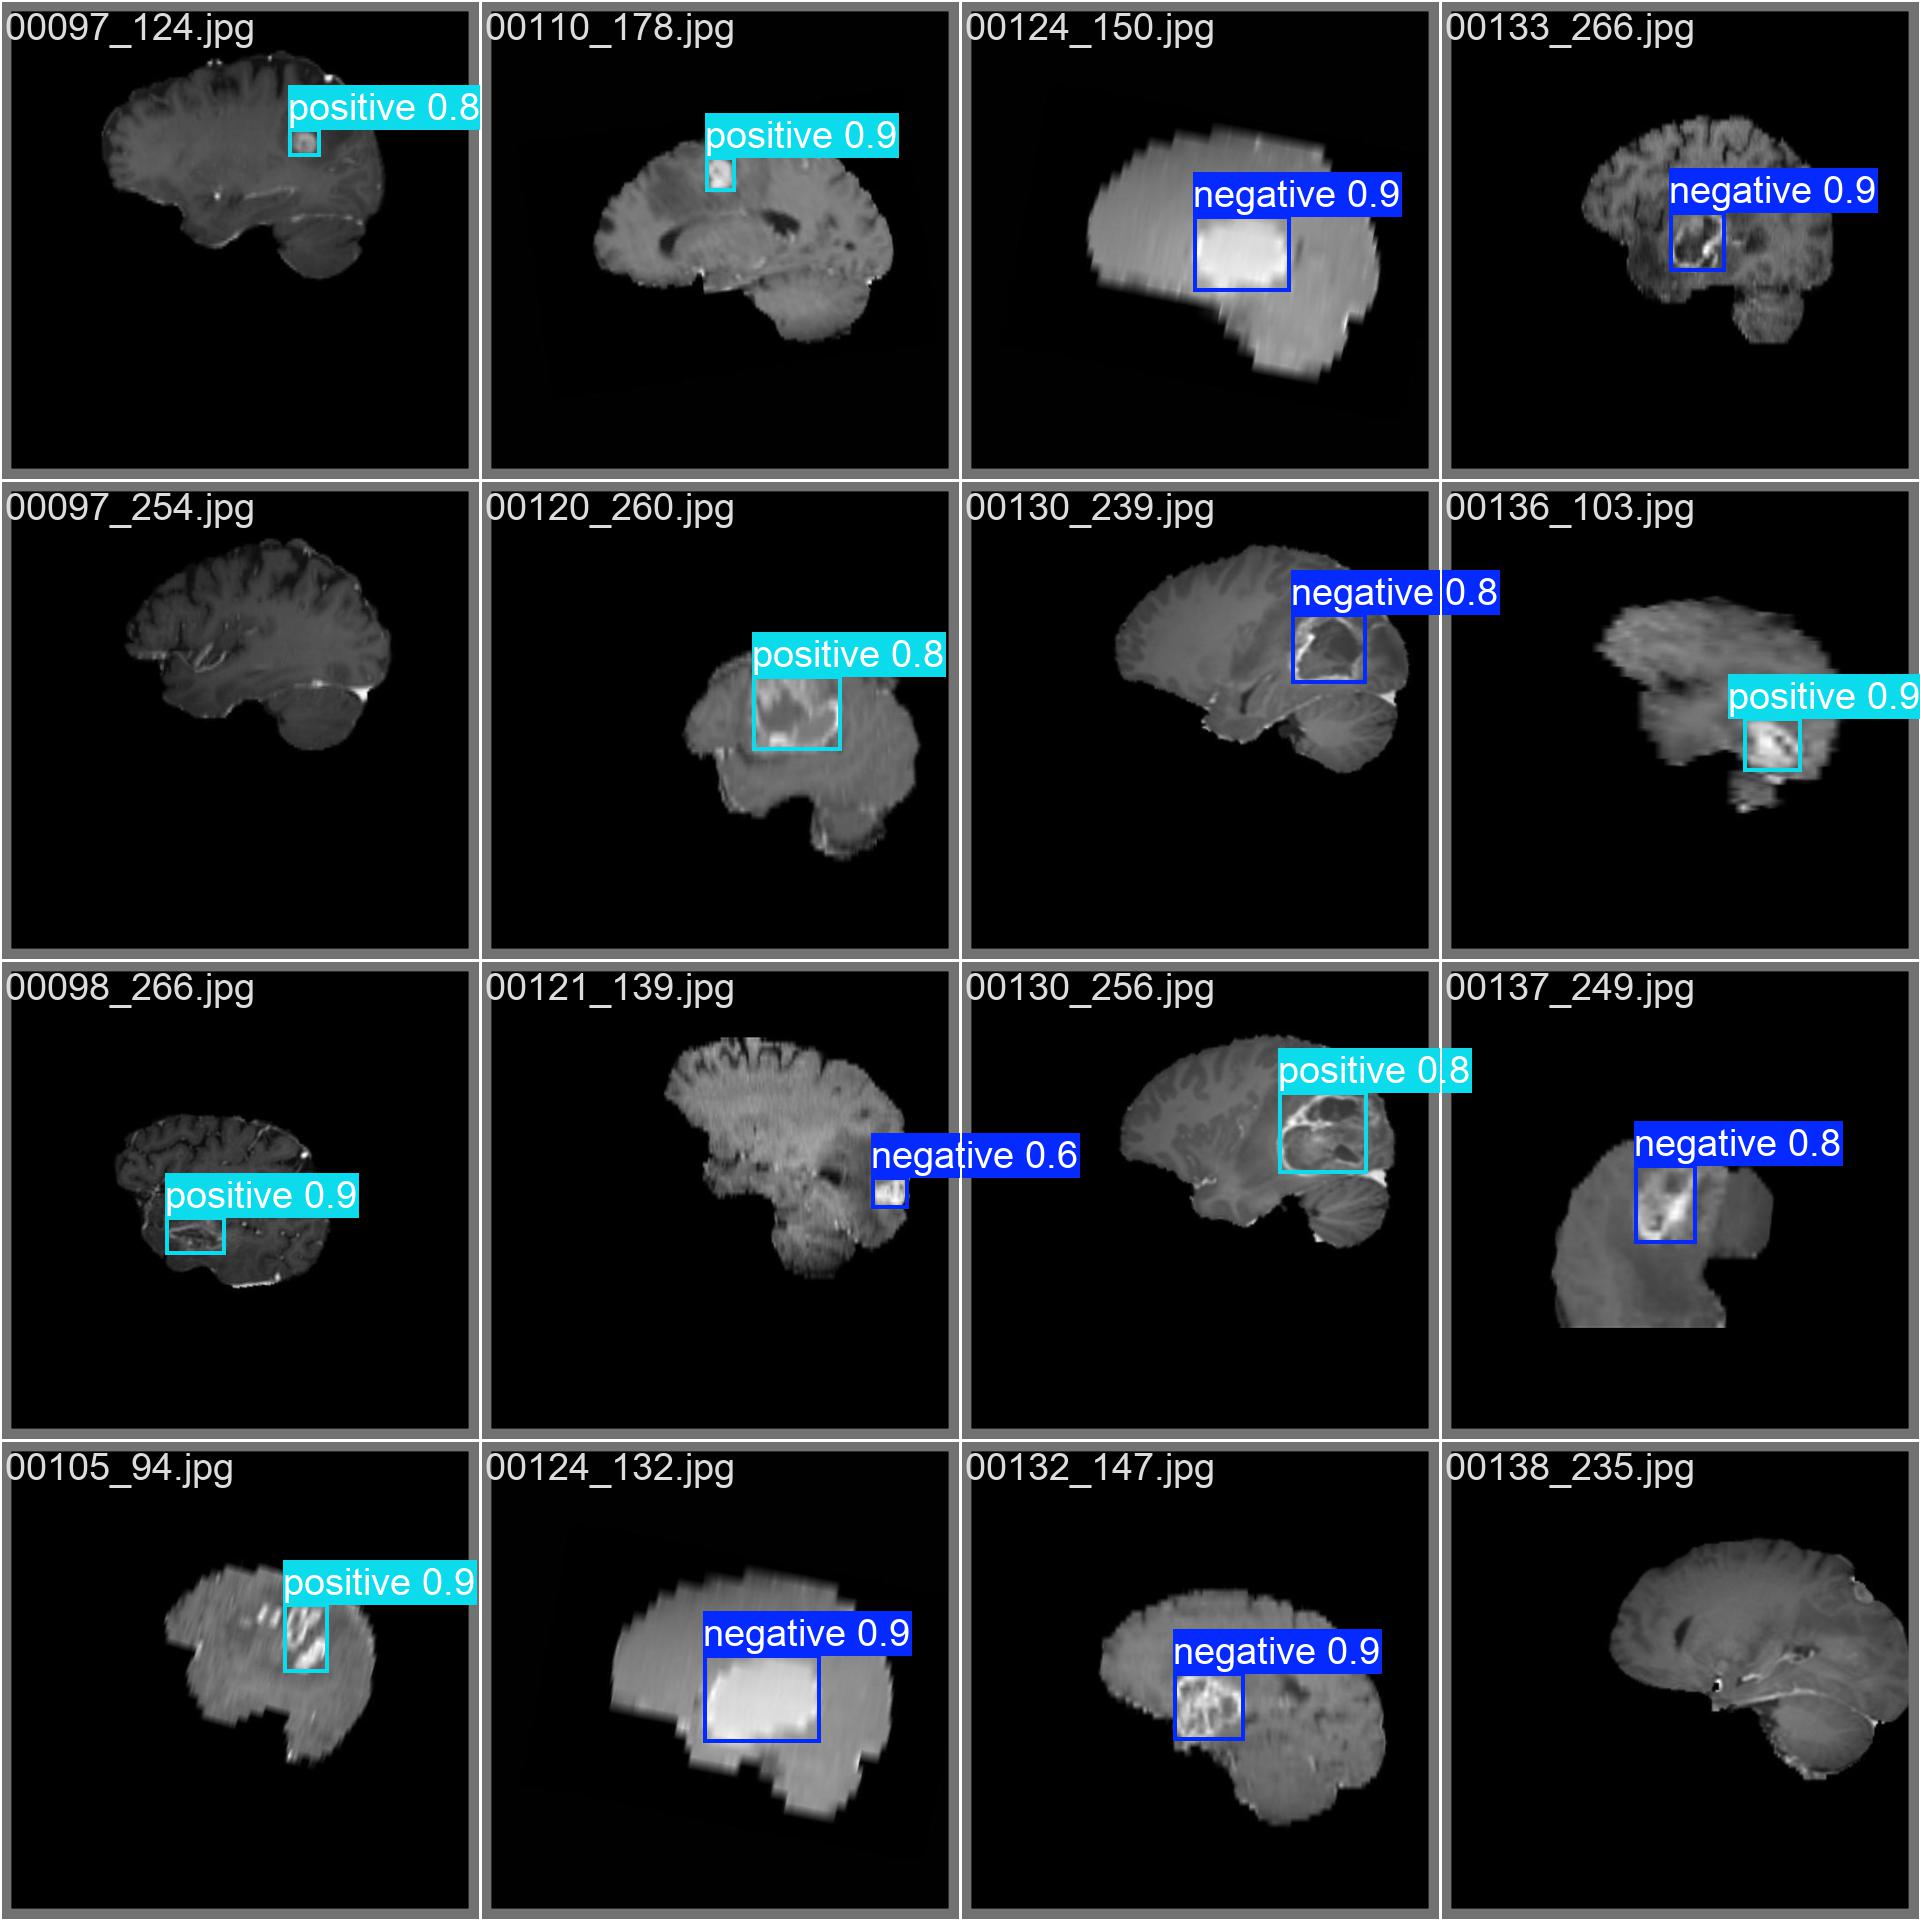 00097_124.jpg
positive 0.8
00110_178.jpg
positive 0.9
00124_150.jpg
negative 0.9
00133_266.jpg
negative 0.9
00097_254.jpg
00120_260.jpg
positive 0.8
00130_239.jpg
negative 0.8
00136_103.jpg
positive 0.9
00098_266.jpg
positive 0.9
00121_139.jpg
negative 0.6
00130_256.jpg
positive 0.8
00137_249.jpg
negative 0.8
00105_94.jpg
positive 0.9
00124_132.jpg
negative 0.9
00132_147.jpg
negative 0.9
00138_235.jpg